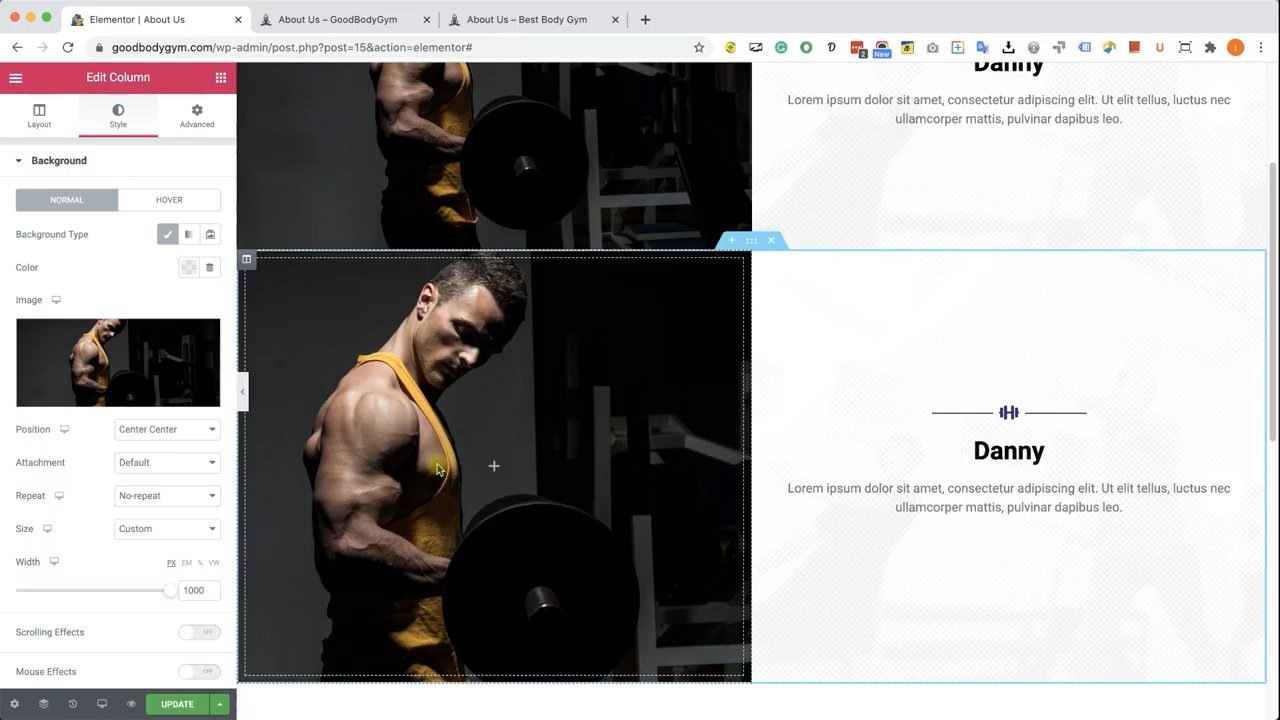 Elementor | About Us
About Us – GoodBodyGym
About Us – Best Body Gym
goodbodygym.com/wp-admin/post.php?post=15&action=elementor#
2
New
Edit Column
Layout
Style
Advanced
Background
NORMAL
HOVER
Background Type
Color
Image
Position
Center Center
Attachment
Default
Repeat
No-repeat
Size
Custom
Width
PX EM % VW
1000
Scrolling Effects
OFF
Mouse Effects
OFF
UPDATE
Danny
Lorem ipsum dolor sit amet, consectetur adipiscing elit. Ut elit tellus, luctus nec
ullamcorper mattis, pulvinar dapibus leo.
Danny
Lorem ipsum dolor sit amet, consectetur adipiscing elit. Ut elit tellus, luctus nec
ullamcorper mattis, pulvinar dapibus leo.